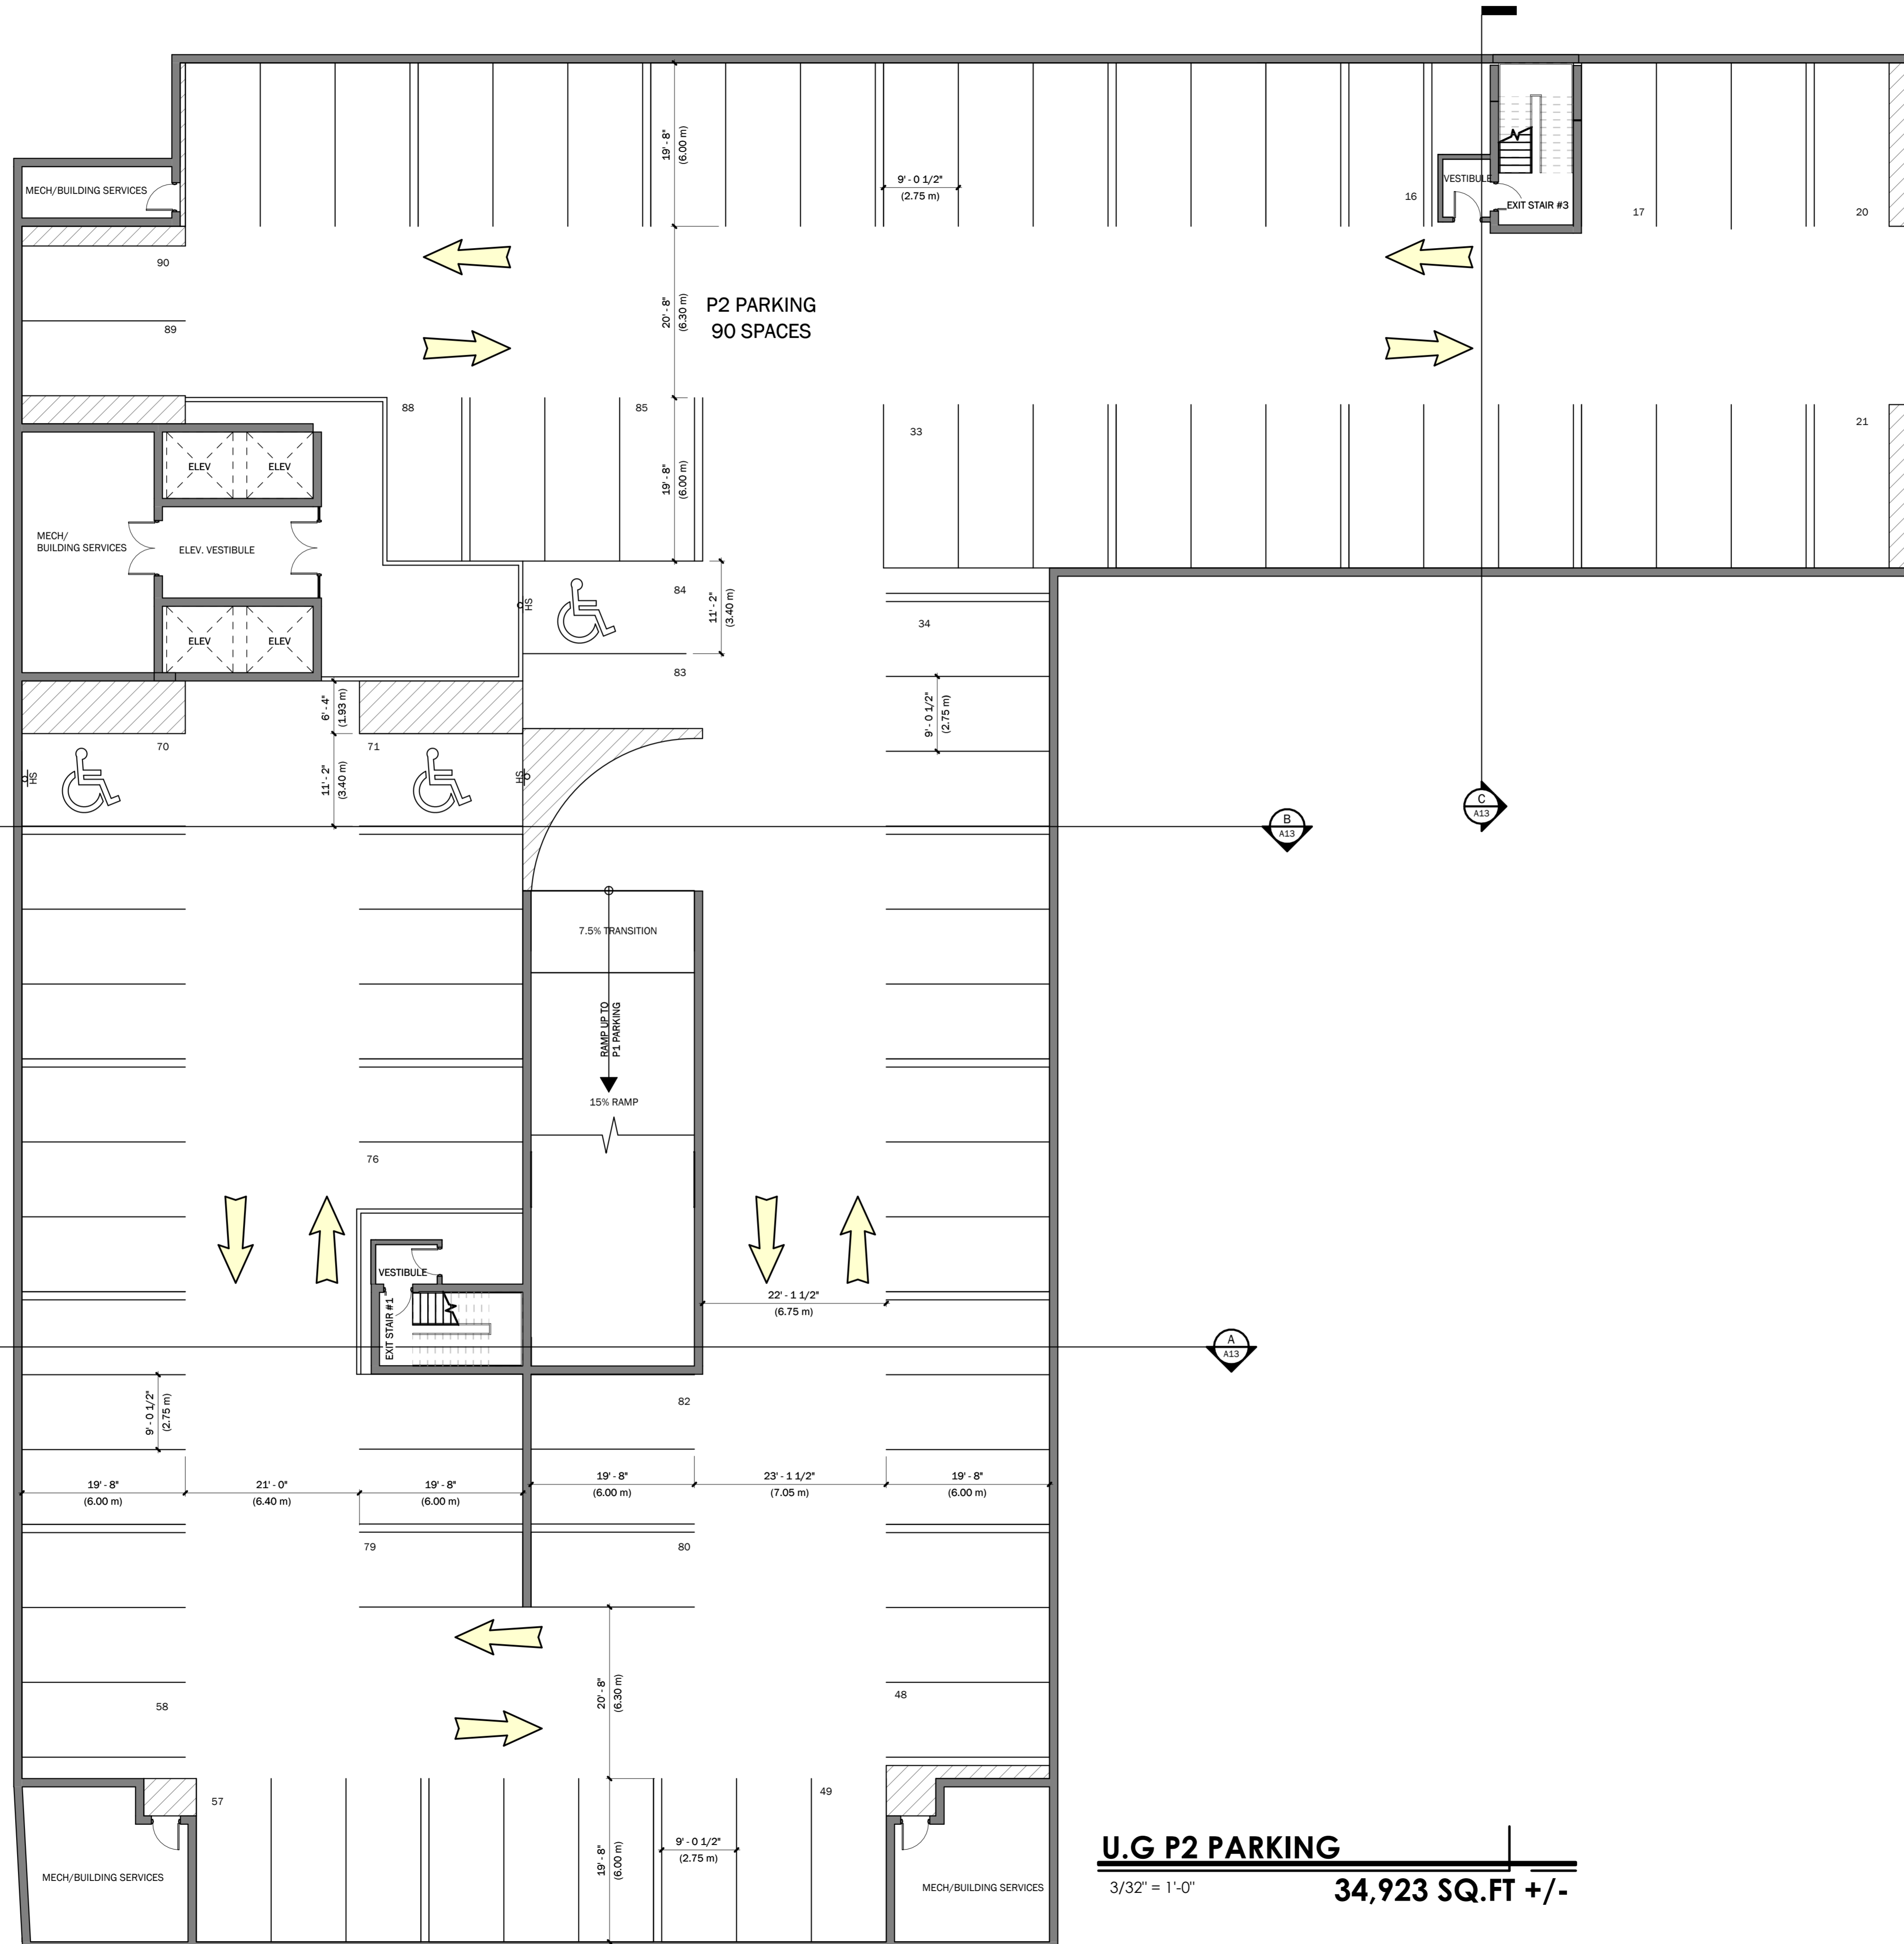 19' - 8"
(6.00 m)
MECH/BUILDING SERVICES
9' - 0 1/2"
(2.75 m)
16
VESTIBULE
EXIT STAIR #3
17
20
90
89
20' - 8"
(6.30 m)
P2 PARKING
90 SPACES
88
85
33
21
ELEV
ELEV
19' - 8"
(6.00 m)
MECH/
BUILDING SERVICES
ELEV. VESTIBULE
HS
84
11' - 2"
(3.40 m)
34
ELEV
ELEV
83
6' - 4"
(1.93 m)
9' - 0 1/2"
(2.75 m)
70
71
HS
HS
11' - 2"
(3.40 m)
B
A13
C
A13
7.5% TRANSITION
RAMP UP TO
P1 PARKING
15% RAMP
76
VESTIBULE
EXIT STAIR #1
22' - 1 1/2"
(6.75 m)
A
A13
9' - 0 1/2"
(2.75 m)
82
19' - 8"
(6.00 m)
21' - 0"
(6.40 m)
19' - 8"
(6.00 m)
19' - 8"
(6.00 m)
23' - 1 1/2"
(7.05 m)
19' - 8"
(6.00 m)
79
80
58
20' - 8"
(6.30 m)
48
57
49
19' - 8"
(6.00 m)
9' - 0 1/2"
(2.75 m)
MECH/BUILDING SERVICES
MECH/BUILDING SERVICES
U.G P2 PARKING
3/32" = 1'-0"
34,923 SQ.FT +/-